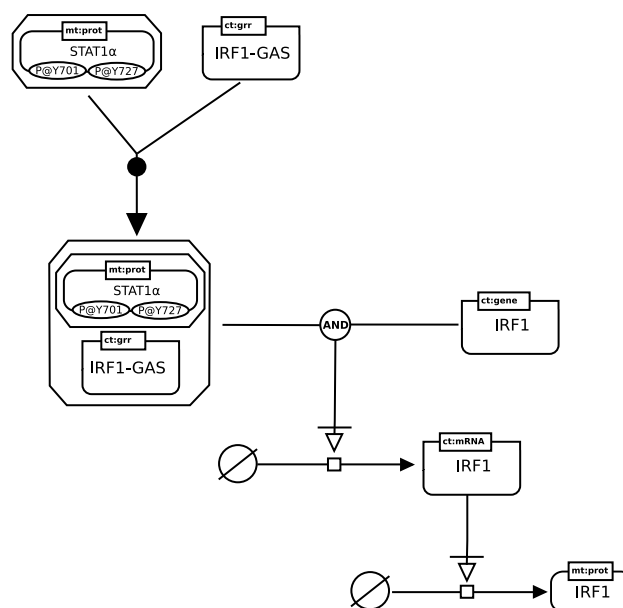 mt:prot
STAT1α
P@Y701 P@Y727
ct:grr
IRF1-GAS
mt:prot
STAT1α
P@Y701 P@Y727
ct:grr
IRF1-GAS
AND
ct:gene
IRF1
ct:mRNA
IRF1
mt:prot
IRF1